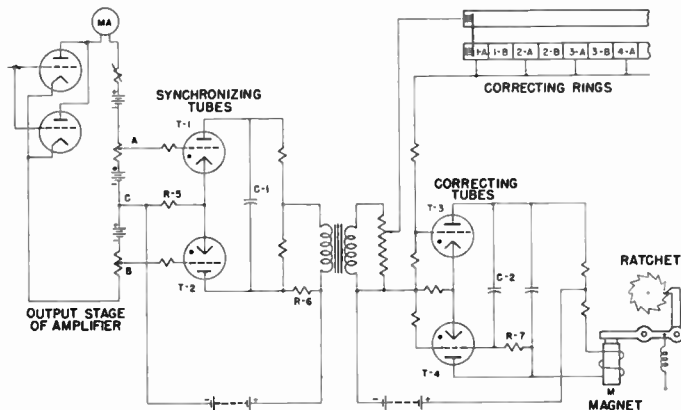 MA
1-A 1-B 2-A 2-B 3-A 3-B 4-A
CORRECTING RINGS
SYNCHRONIZING
TUBES
T-1
A
C
R-5
C-1
B
T-2
R-6
OUTPUT STAGE
OF AMPLIFIER
CORRECTING
TUBES
T-3
C-2
R-7
T-4
RATCHET
M
MAGNET
- +
- +